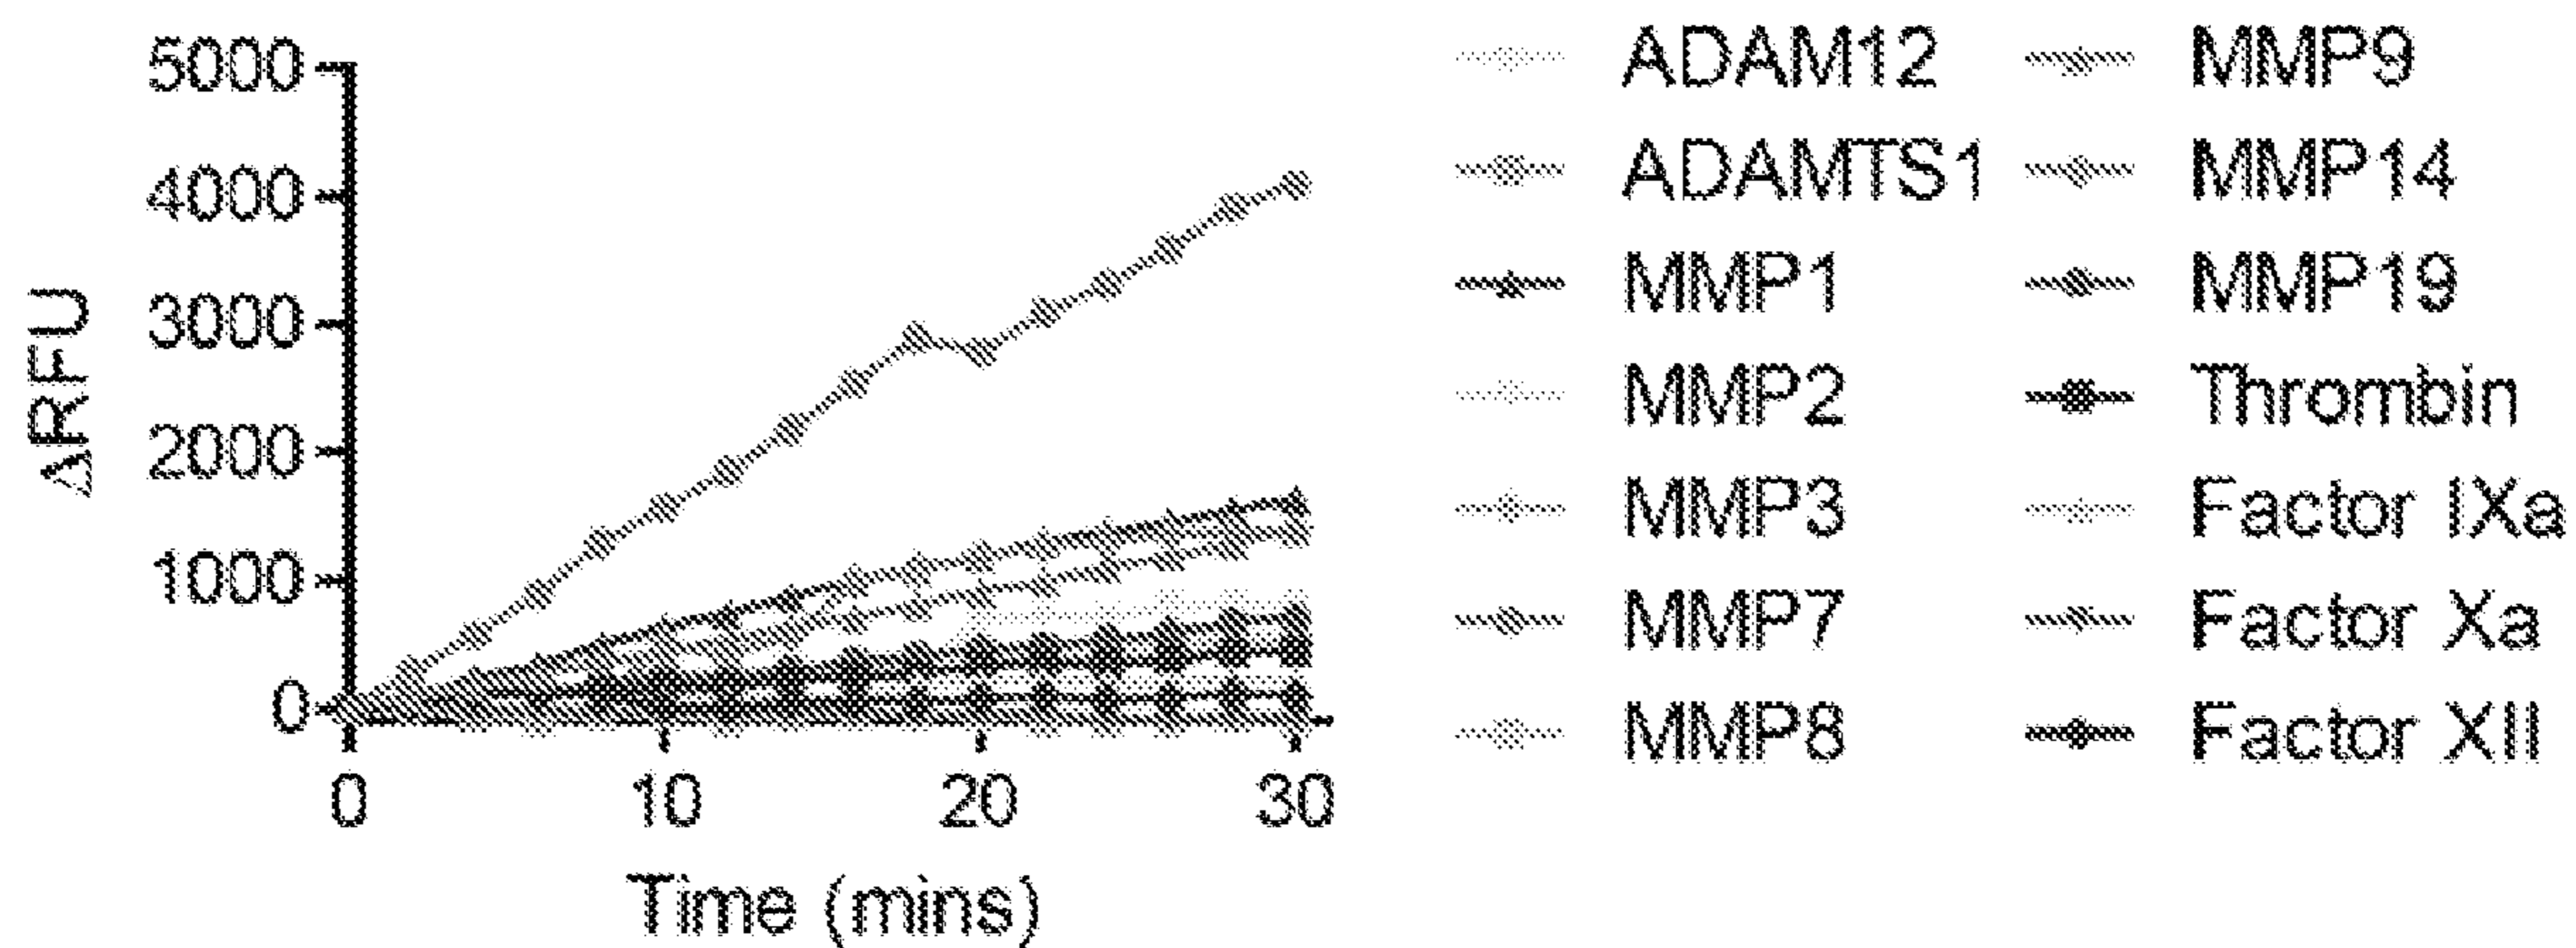 ΔRFU
5000
4000
3000
2000
1000
0
0 10 20 30
Time (mins)
ADAM12
ADAMTS1
MMP1
MMP2
MMP3
MMP7
MMP8
MMP9
MMP14
MMP19
Thrombin
Factor IXa
Factor Xa
Factor XII